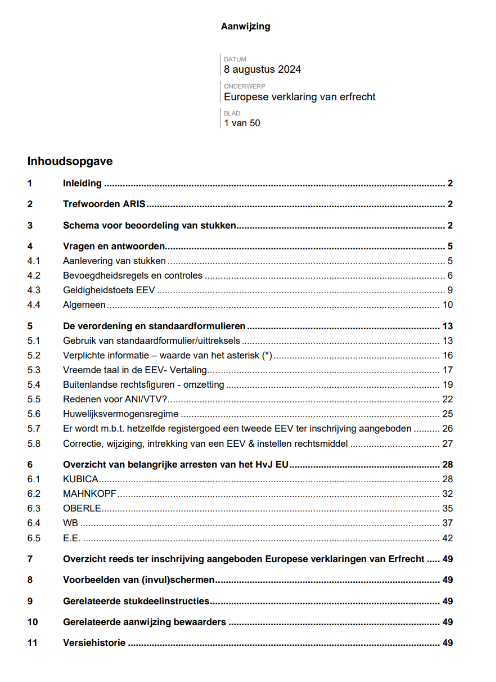 Aanwijzing
DATUM
8 augustus 2024
ONDERWERP
Europese verklaring van erfrecht
BLAD
1 van 50
Inhoudsopgave
1 Inleiding ........ 2
2 Trefwoorden ARIS ........ 2
3 Schema voor beoordeling van stukken ........ 2
4 Vragen en antwoorden ........ 5
4.1 Aanlevering van stukken ........ 5
4.2 Bevoegdheidsregels en controles ........ 6
4.3 Geldigheidstoets EEV ........ 9
4.4 Algemeen ........ 10
5 De verordening en standaardformulieren ........ 13
5.1 Gebruik van standaardformulier/uittreksels ........ 13
5.2 Verplichte informatie – waarde van het asterisk (*) ........ 16
5.3 Vreemde taal in de EEV- Vertaling ........ 17
5.4 Buitenlandse rechtsfiguren - omzetting ........ 19
5.5 Redenen voor ANI/VTV? ........ 22
5.6 Huwelijksvermogensregime ........ 25
5.7 Er wordt m.b.t. hetzelfde registergoed een tweede EEV ter inschrijving aangeboden ........ 26
5.8 Correctie, wijziging, intrekking van een EEV & instellen rechtsmiddel ........ 27
6 Overzicht van belangrijke arresten van het HvJ EU ........ 28
6.1 KUBICA ........ 28
6.2 MAHNKOPF ........ 32
6.3 OBERLE ........ 35
6.4 WB ........ 37
6.5 E.E. ........ 42
7 Overzicht reeds ter inschrijving aangeboden Europese verklaringen van Erfrecht ..... 49
8 Voorbeelden van (invul)schermen ........ 49
9 Gerelateerde stukdeelinstructies ........ 49
10 Gerelateerde aanwijzing bewaarders ........ 49
11 Versiehistorie ........ 49